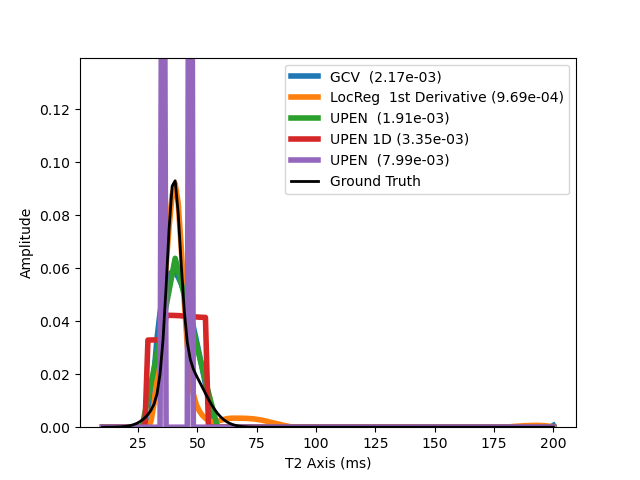 GCV (2.17e-03)
LocReg 1st Derivative (9.69e-04)
UPEN (1.91e-03)
UPEN 1D (3.35e-03)
UPEN (7.99e-03)
Ground Truth
0.12
0.10
0.08
0.06
0.04
0.02
0.00
Amplitude
25 50 75 100 125 150 175 200
T2 Axis (ms)